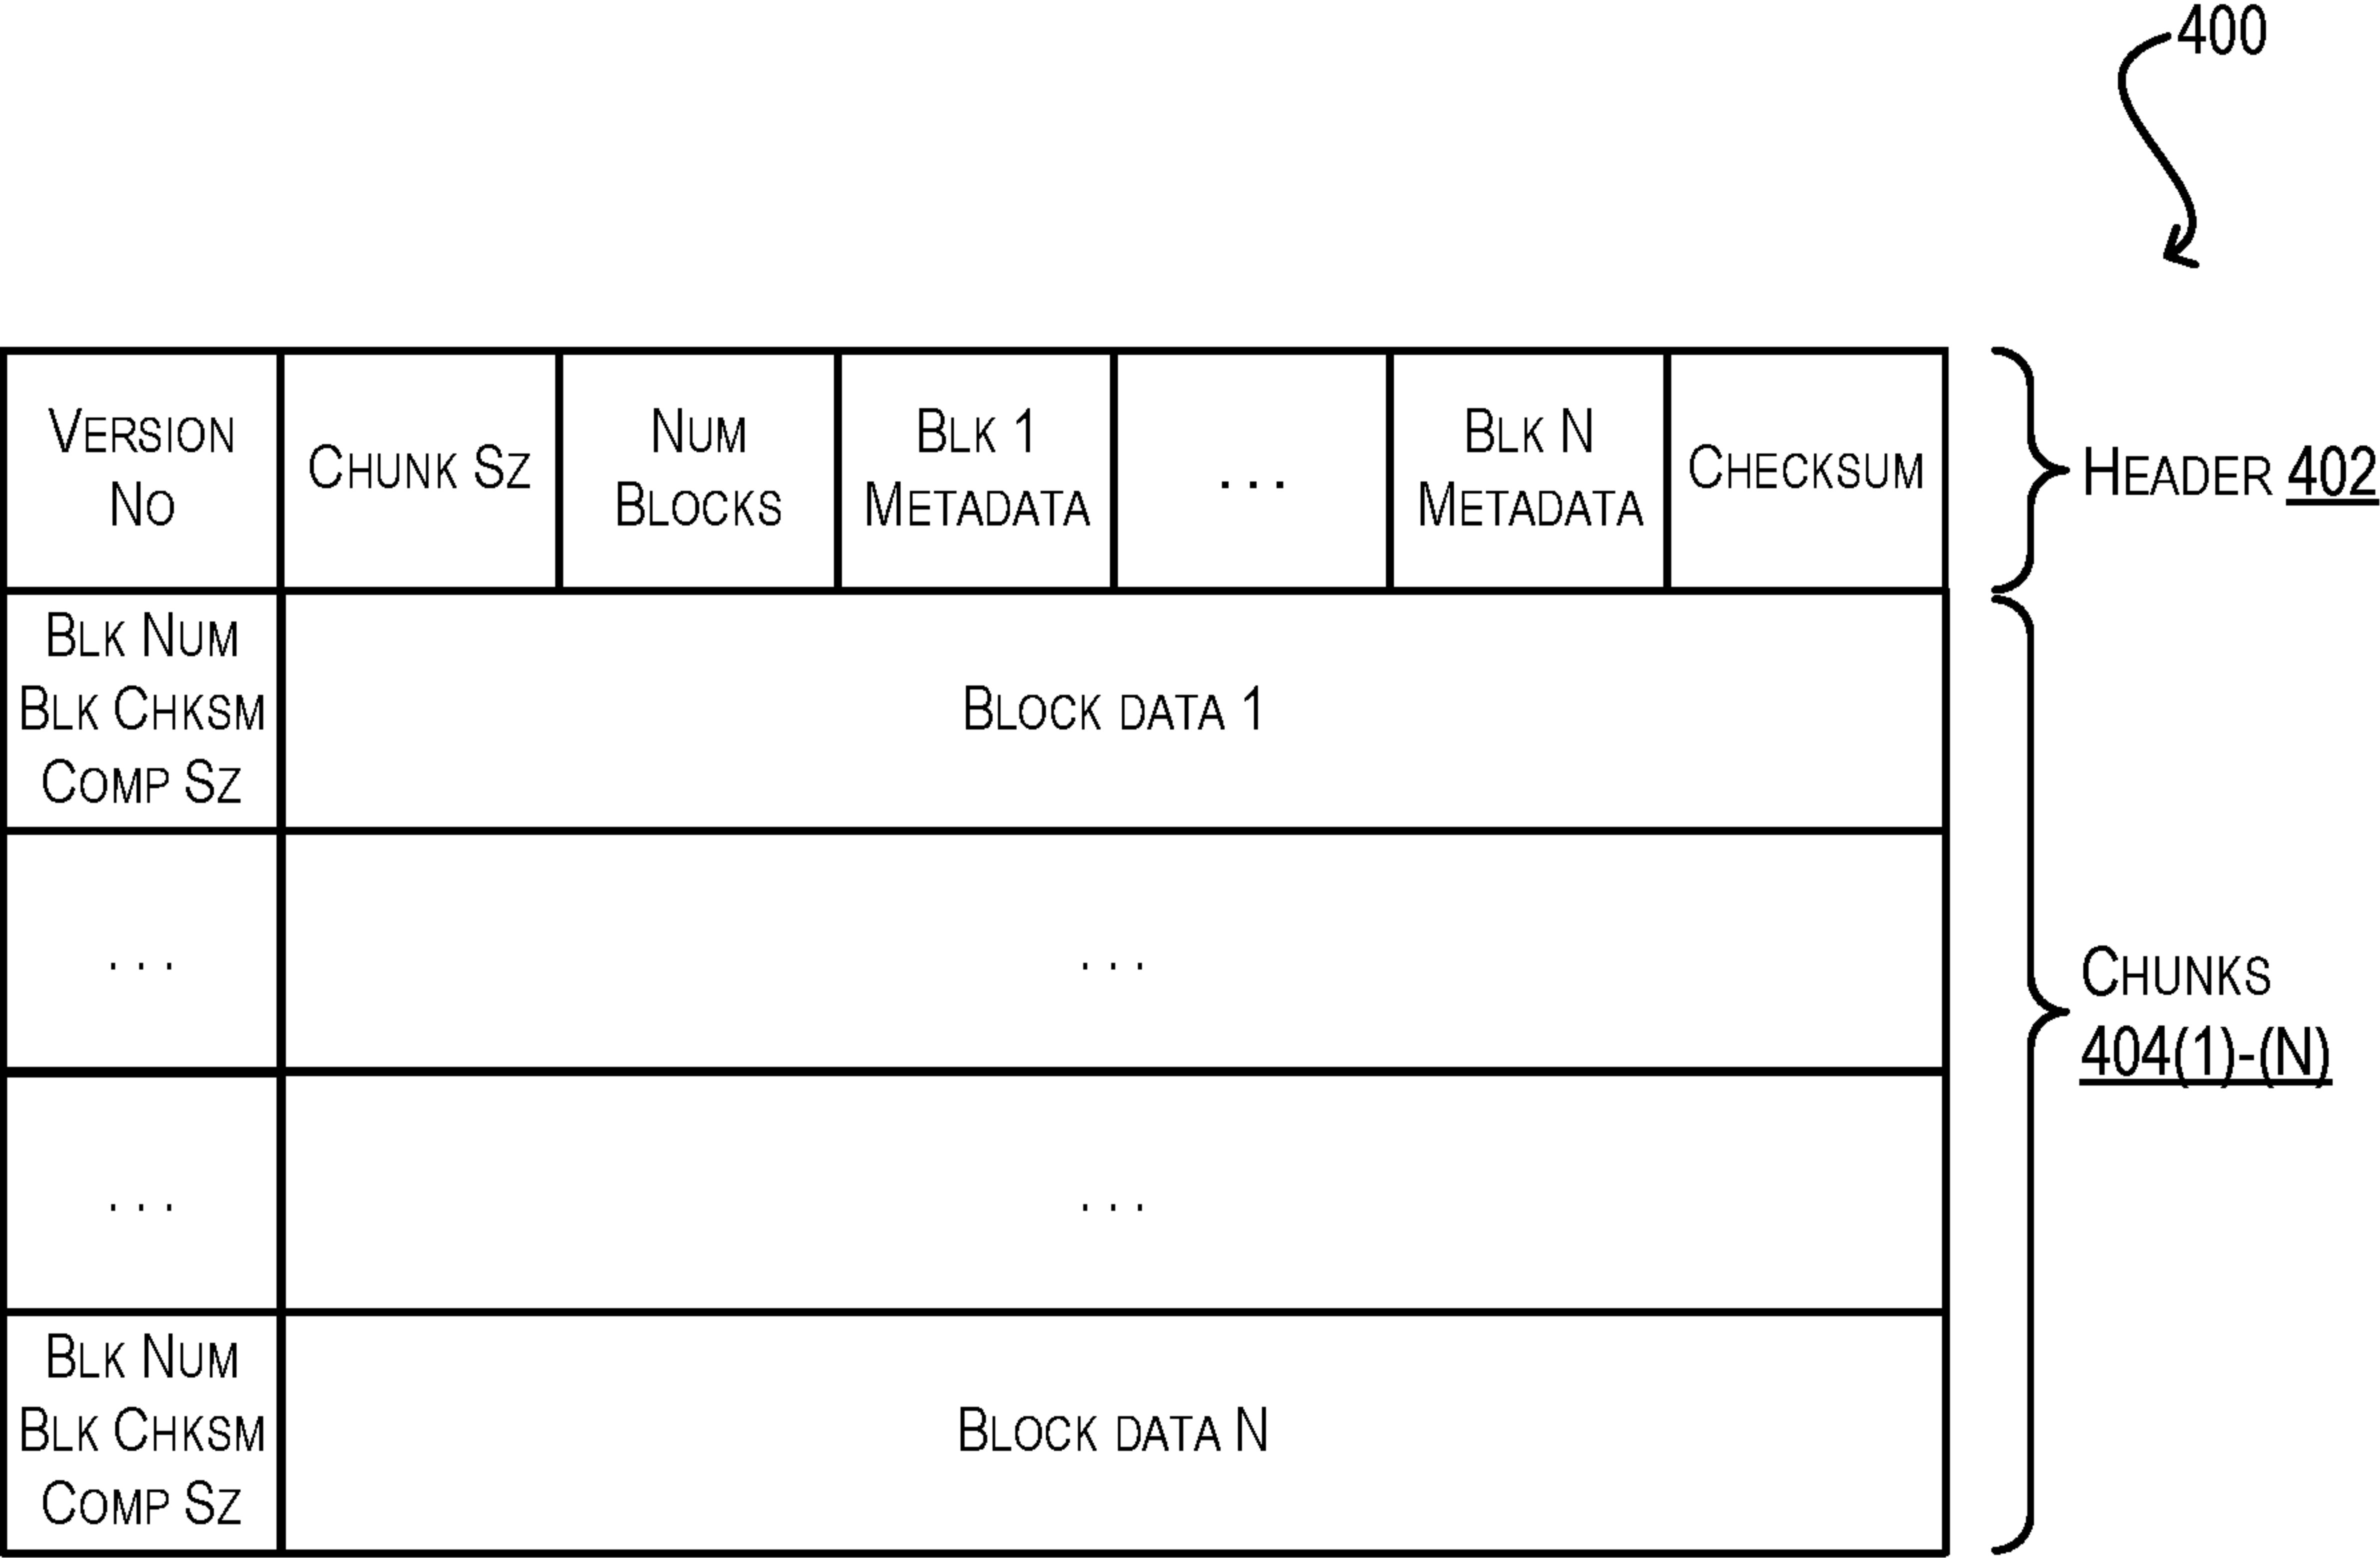 400
VERSION
NO
CHUNK SZ
NUM
BLOCKS
BLK 1
METADATA
...
BLK N
METADATA
CHECKSUM
HEADER 402
BLK NUM
BLK CHKSM
COMP SZ
BLOCK DATA 1
...
...
CHUNKS
404(1)-(N)
...
...
BLK NUM
BLK CHKSM
COMP SZ
BLOCK DATA N